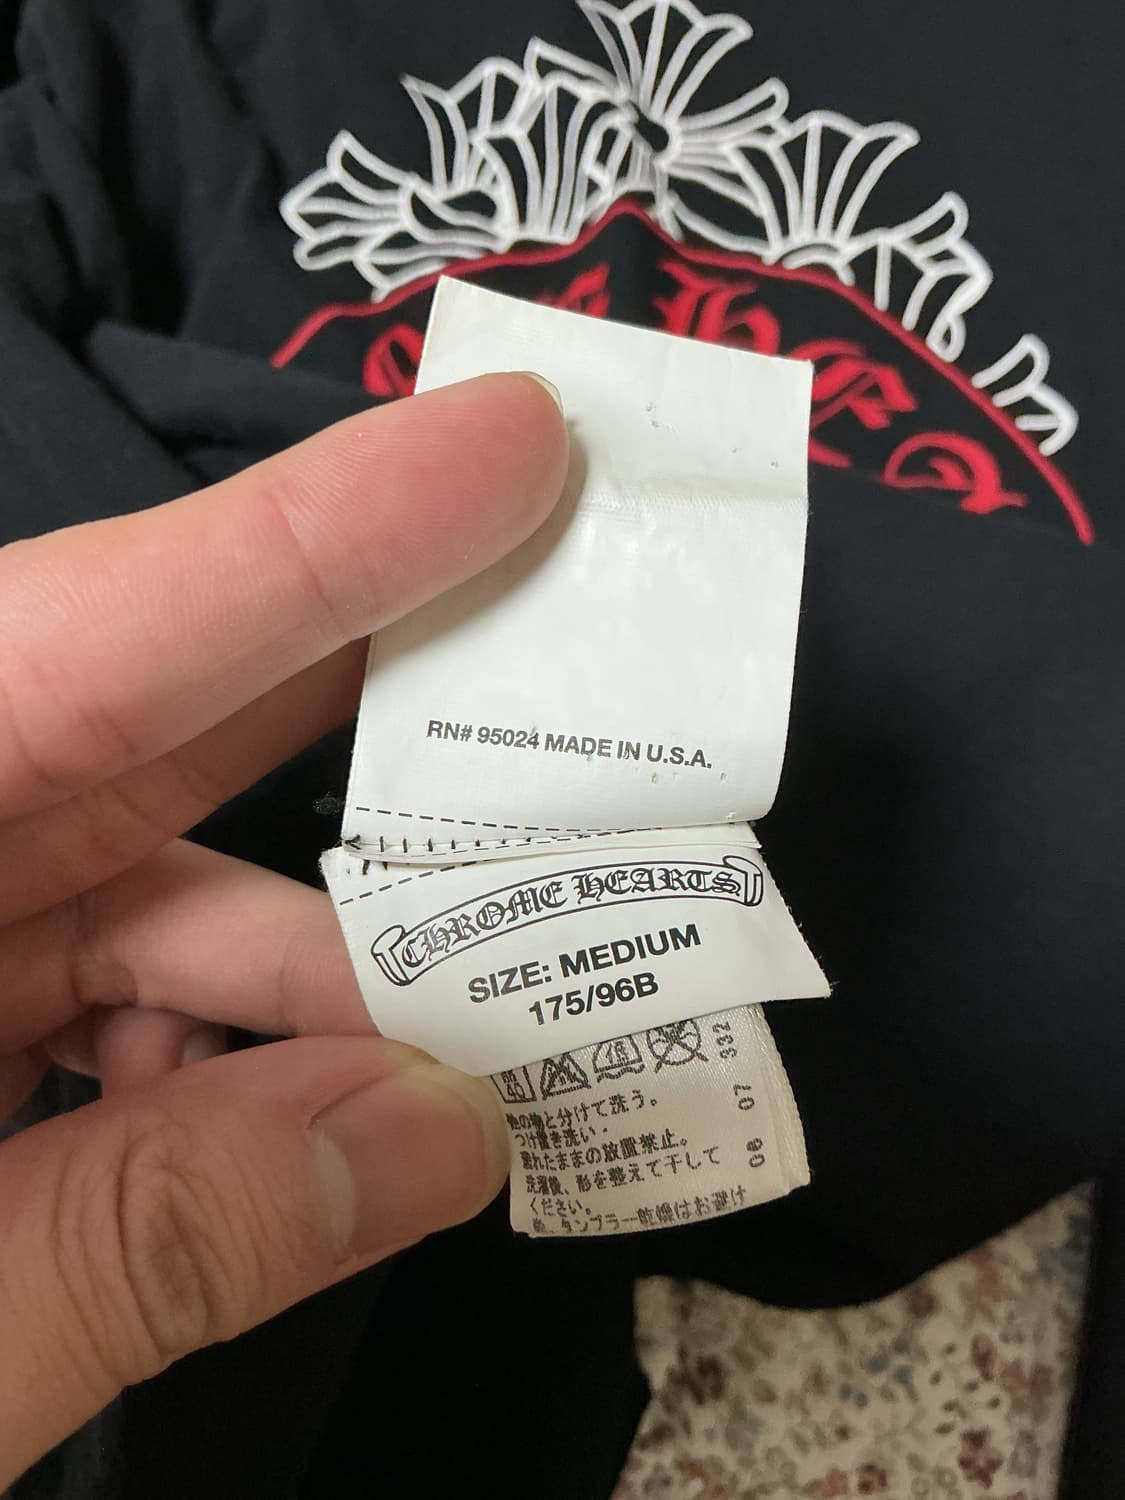 RN# 95024 MADE IN U.S.A.
CHROME HEARTS
SIZE: MEDIUM
175/96B
332
07
06
他の物と分けて洗う。
つけ置き洗い・
濡れたままの放置禁止。
洗濯後、形を整えて干して
ください。
タンブラー乾燥はお避け